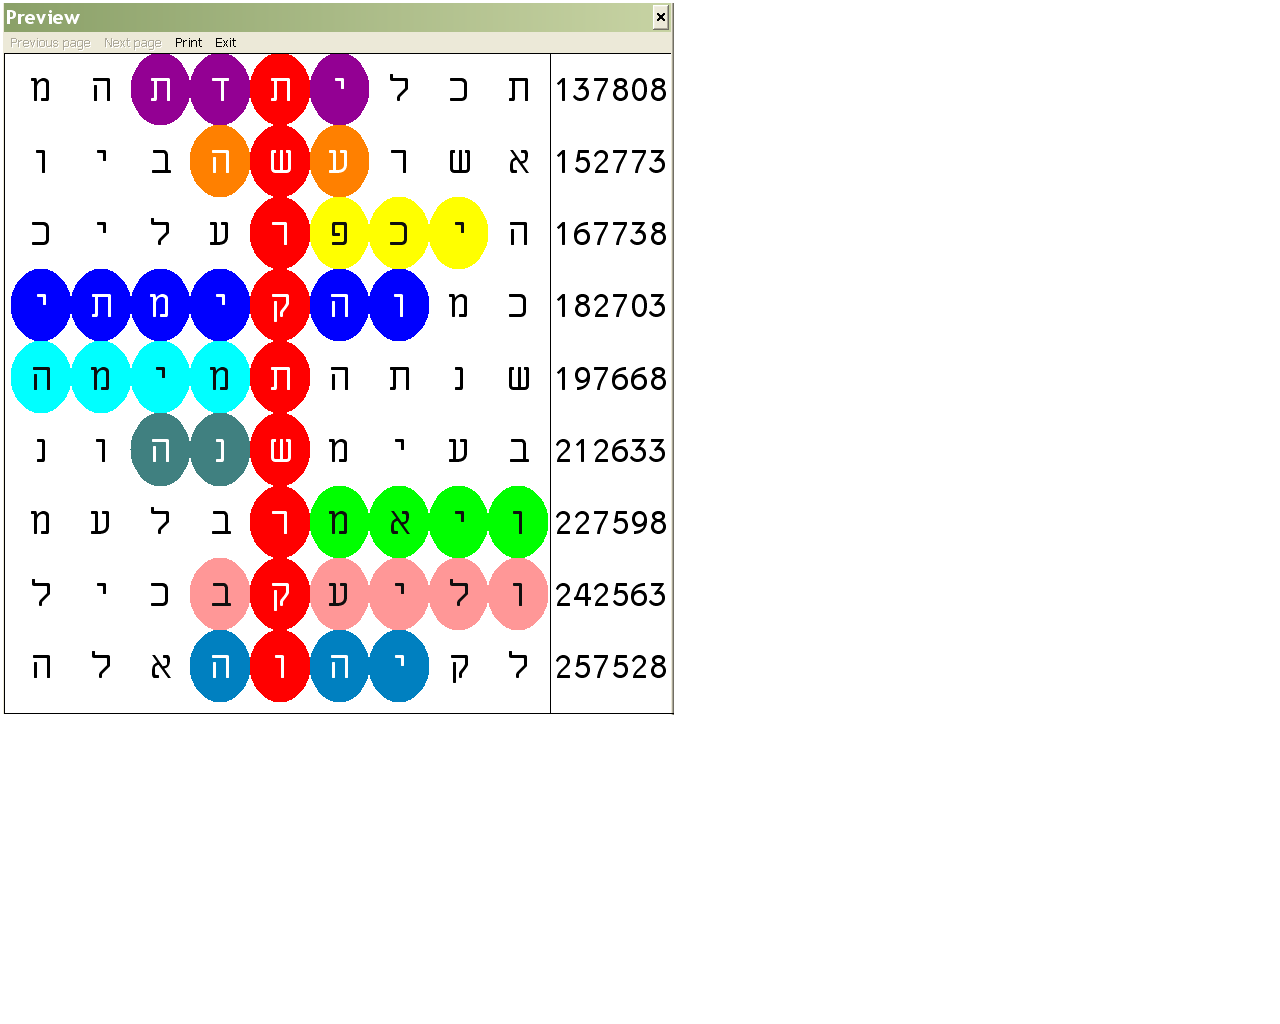 Preview
Previous page Next page Print Exit
ת כ ל י ת ד ת ה מ 137808
א ש ר ע ש ה ב י ו 152773
ה י כ פ ר ע ל י כ 167738
כ מ ו ה ק י מ ת י 182703
ש נ ת ה ת מ י מ ה 197668
ב ע י מ ש נ ה ו נ 212633
ו י א מ ר ב ל ע מ 227598
ו ל י ע ק ב כ י ל 242563
ל ק י ה ו ה א ל ה 257528